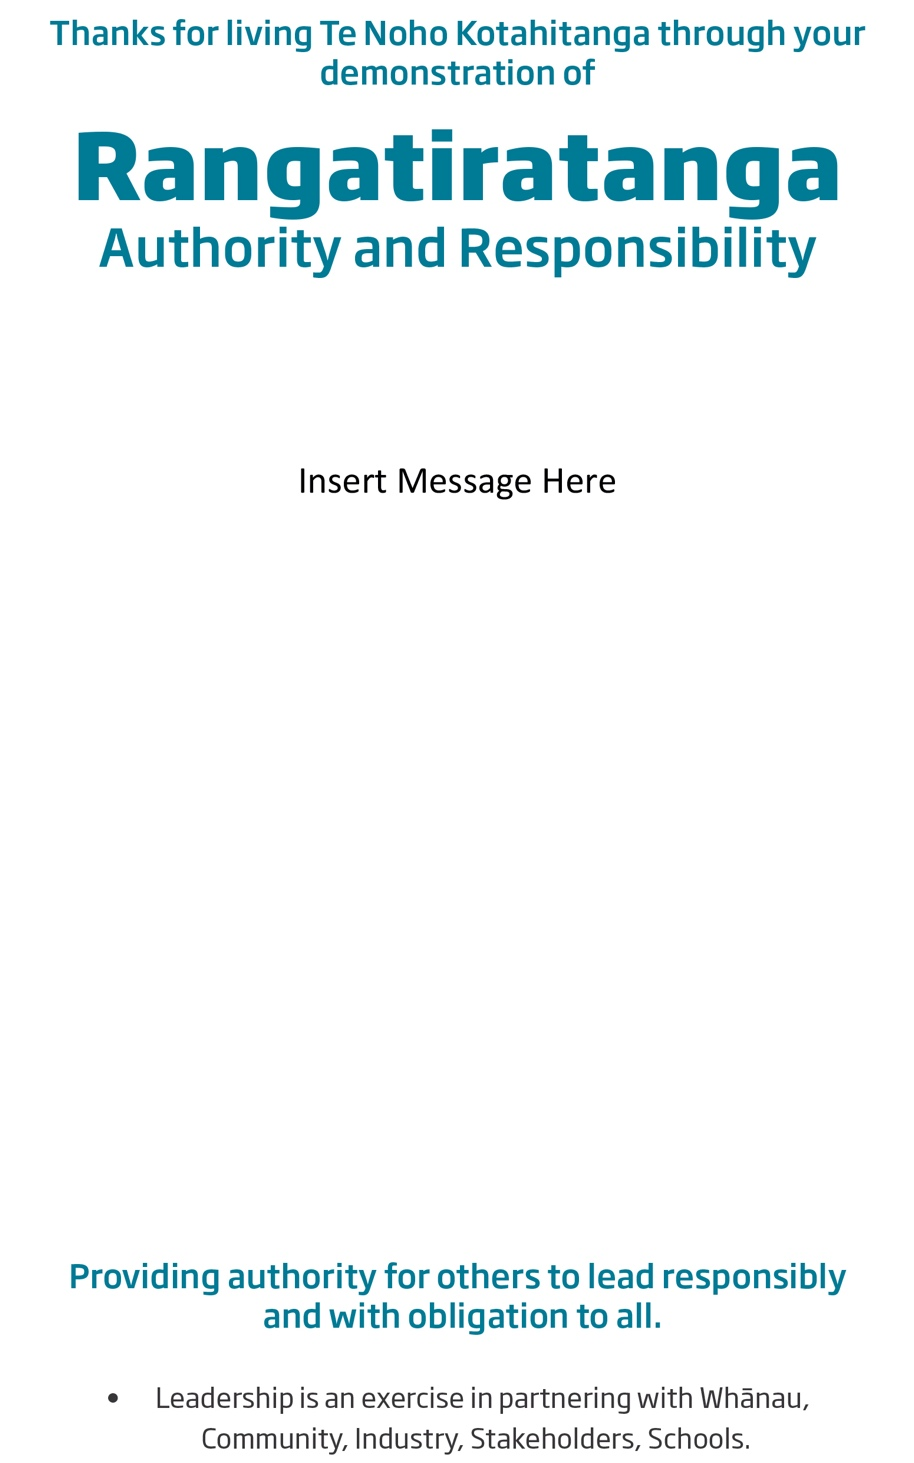 Thanks for living Te Noho Kotahitanga through your
demonstration of
Rangatiratanga
Authority and Responsibility
Insert Message Here
Providing authority for others to lead responsibly
and with obligation to all.
• Leadership is an exercise in partnering with Whānau,
Community, Industry, Stakeholders, Schools.